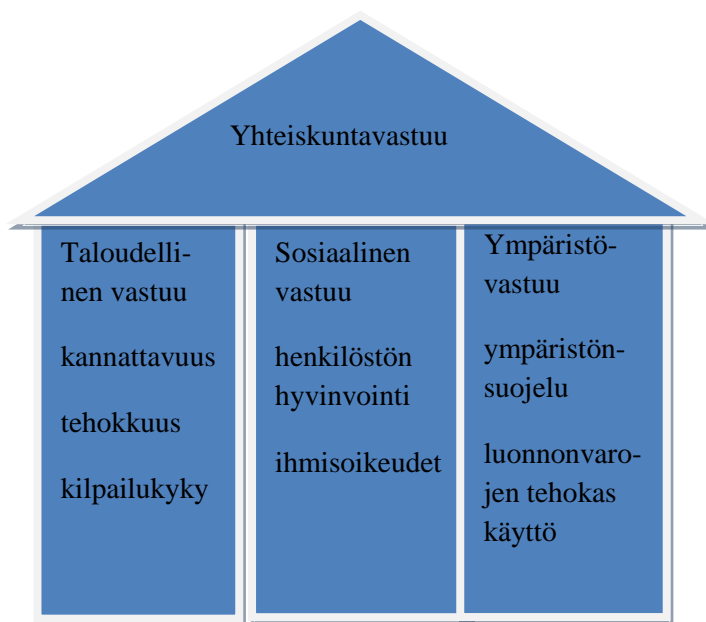 Yhteiskuntavastuu
Taloudelli-
nen vastuu
kannattavuus
tehokkuus
kilpailukyky
Sosiaalinen
vastuu
henkilöstön
hyvinvointi
ihmisoikeudet
Ympäristö-
vastuu
ympäristön-
suojelu
luonnonvaro-
jen tehokas
käyttö